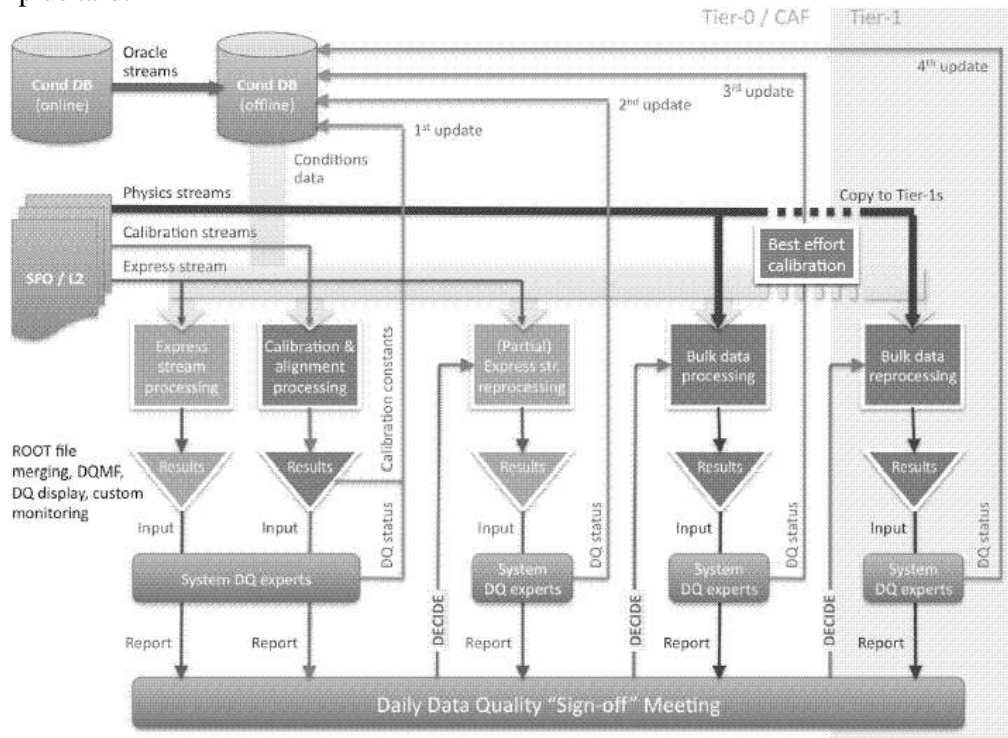 Tier-0 / CAF
Tier-1
Oracle
streams
Cond DB
(online)
Cond DB
(offline)
4th update
3rd update
2nd update
1st update
Conditions
data
Physics streams
Copy to Tier-1s
Calibration streams
Best effort
calibration
Express stream
SFO / L2
Express
stream
processing
Calibration &
alignment
processing
Calibration constants
(Partial)
Express str.
reprocessing
Bulk data
processing
Bulk data
reprocessing
ROOT file
merging, DQMF,
DQ display, custom
monitoring
Results
Results
Results
Results
Results
Input
Input
DQ status
Input
DQ status
Input
DQ status
Input
DQ status
System DQ experts
System
DQ experts
System
DQ experts
System
DQ experts
Report
Report
DECIDE
Report
DECIDE
Report
DECIDE
Report
Daily Data Quality “Sign-off” Meeting